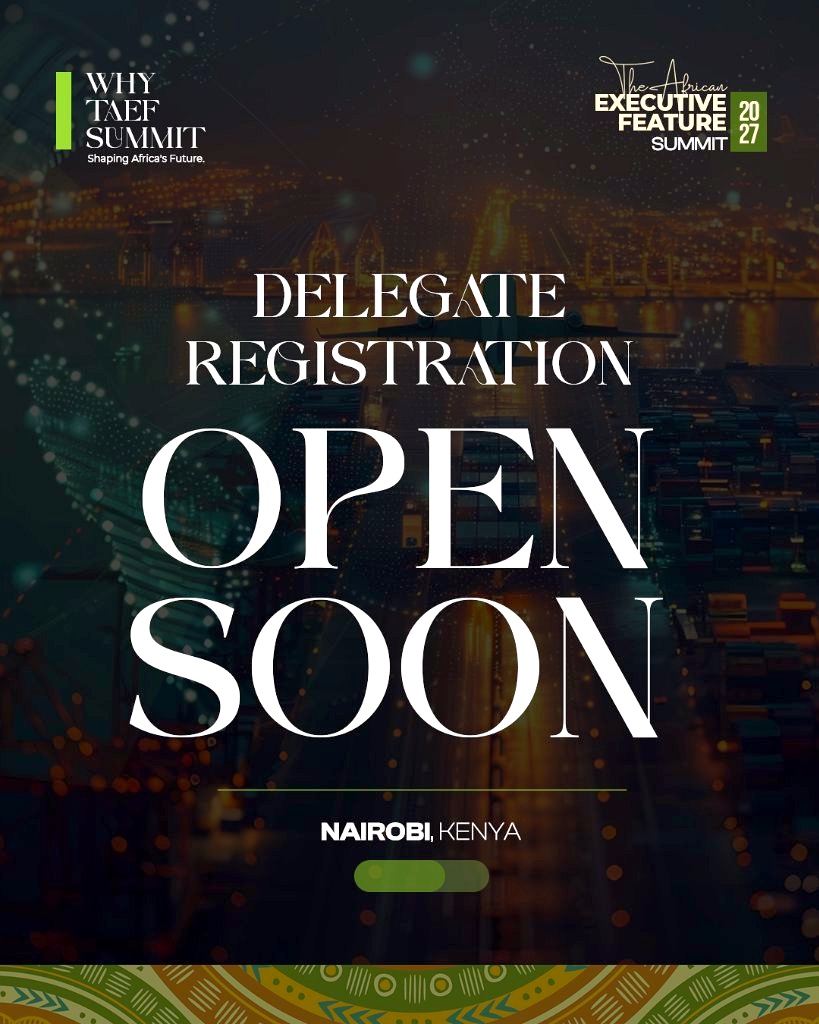 WHY
TAEF
SUMMIT
Shaping Africa's Future.
The African
EXECUTIVE
FEATURE
SUMMIT
20
27
DELEGATE
REGISTRATION
OPEN
SOON
NAIROBI, KENYA